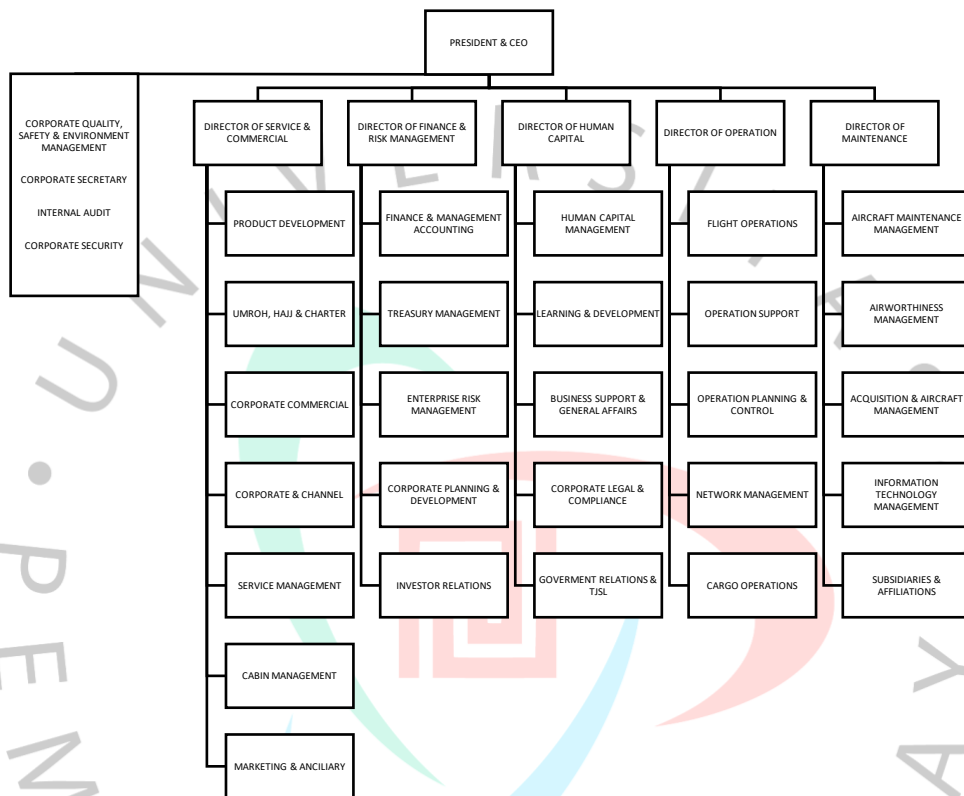 PRESIDENT & CEO
CORPORATE QUALITY,
SAFETY & ENVIRONMENT
MANAGEMENT
CORPORATE SECRETARY
INTERNAL AUDIT
CORPORATE SECURITY
DIRECTOR OF SERVICE &
COMMERCIAL
DIRECTOR OF FINANCE &
RISK MANAGEMENT
DIRECTOR OF HUMAN
CAPITAL
DIRECTOR OF OPERATION
DIRECTOR OF
MAINTENANCE
PRODUCT DEVELOPMENT
UMROH, HAJJ & CHARTER
CORPORATE COMMERCIAL
CORPORATE & CHANNEL
SERVICE MANAGEMENT
CABIN MANAGEMENT
MARKETING & ANCILIARY
FINANCE & MANAGEMENT
ACCOUNTING
TREASURY MANAGEMENT
ENTERPRISE RISK
MANAGEMENT
CORPORATE PLANNING &
DEVELOPMENT
INVESTOR RELATIONS
HUMAN CAPITAL
MANAGEMENT
LEARNING & DEVELOPMENT
BUSINESS SUPPORT &
GENERAL AFFAIRS
CORPORATE LEGAL &
COMPLIANCE
GOVERMENT RELATIONS &
TJSL
FLIGHT OPERATIONS
OPERATION SUPPORT
OPERATION PLANNING &
CONTROL
NETWORK MANAGEMENT
CARGO OPERATIONS
AIRCRAFT MAINTENANCE
MANAGEMENT
AIRWORTHINESS
MANAGEMENT
ACQUISITION & AIRCRAFT
MANAGEMENT
INFORMATION
TECHNOLOGY
MANAGEMENT
SUBSIDIARIES &
AFFILIATIONS